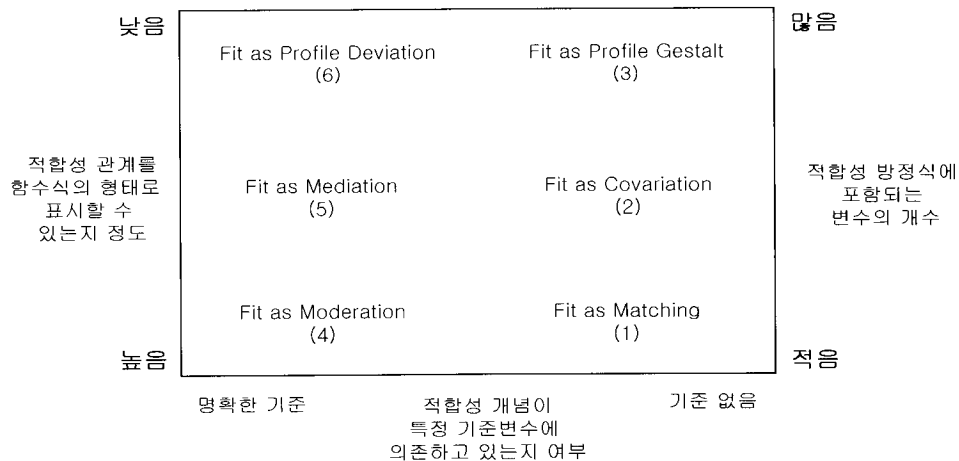 낮음
많음
Fit as Profile Deviation
(6)
Fit as Profile Gestalt
(3)
적합성 관계를
함수식의 형태로
표시할 수
있는지 정도
Fit as Mediation
(5)
Fit as Covariation
(2)
적합성 방정식에
포함되는
변수의 개수
Fit as Moderation
(4)
Fit as Matching
(1)
높음
적음
명확한 기준
적합성 개념이
특정 기준변수에
의존하고 있는지 여부
기준 없음